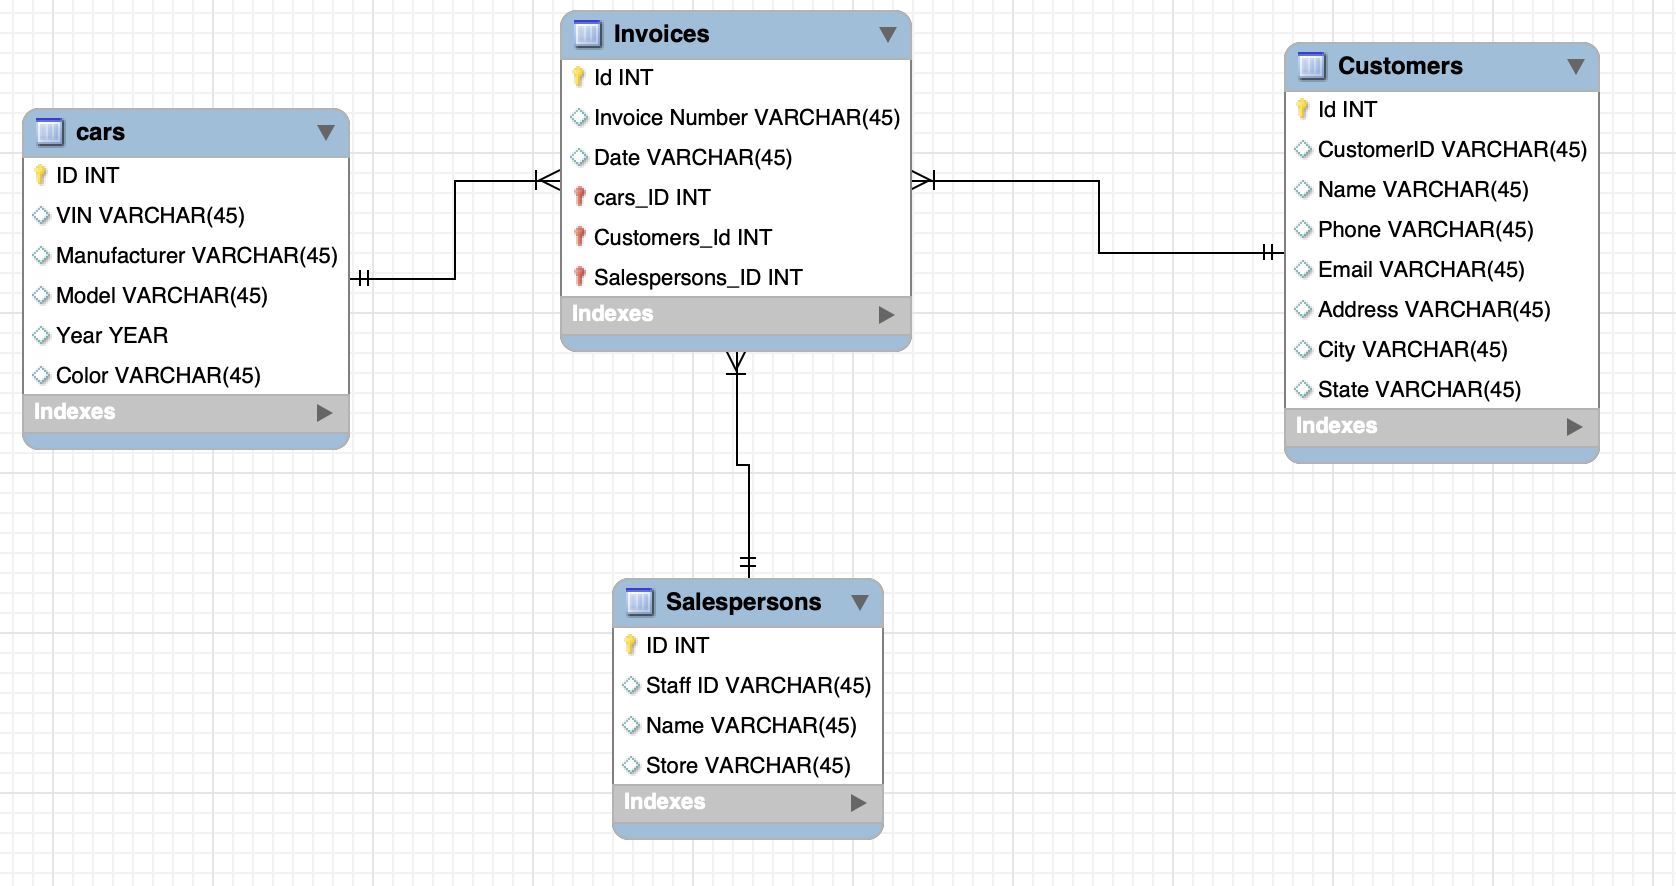 cars
ID INT
VIN VARCHAR(45)
Manufacturer VARCHAR(45)
Model VARCHAR(45)
Year YEAR
Color VARCHAR(45)
Indexes
Invoices
Id INT
Invoice Number VARCHAR(45)
Date VARCHAR(45)
cars_ID INT
Customers_Id INT
Salespersons_ID INT
Indexes
Customers
Id INT
CustomerID VARCHAR(45)
Name VARCHAR(45)
Phone VARCHAR(45)
Email VARCHAR(45)
Address VARCHAR(45)
City VARCHAR(45)
State VARCHAR(45)
Indexes
Salespersons
ID INT
Staff ID VARCHAR(45)
Name VARCHAR(45)
Store VARCHAR(45)
Indexes